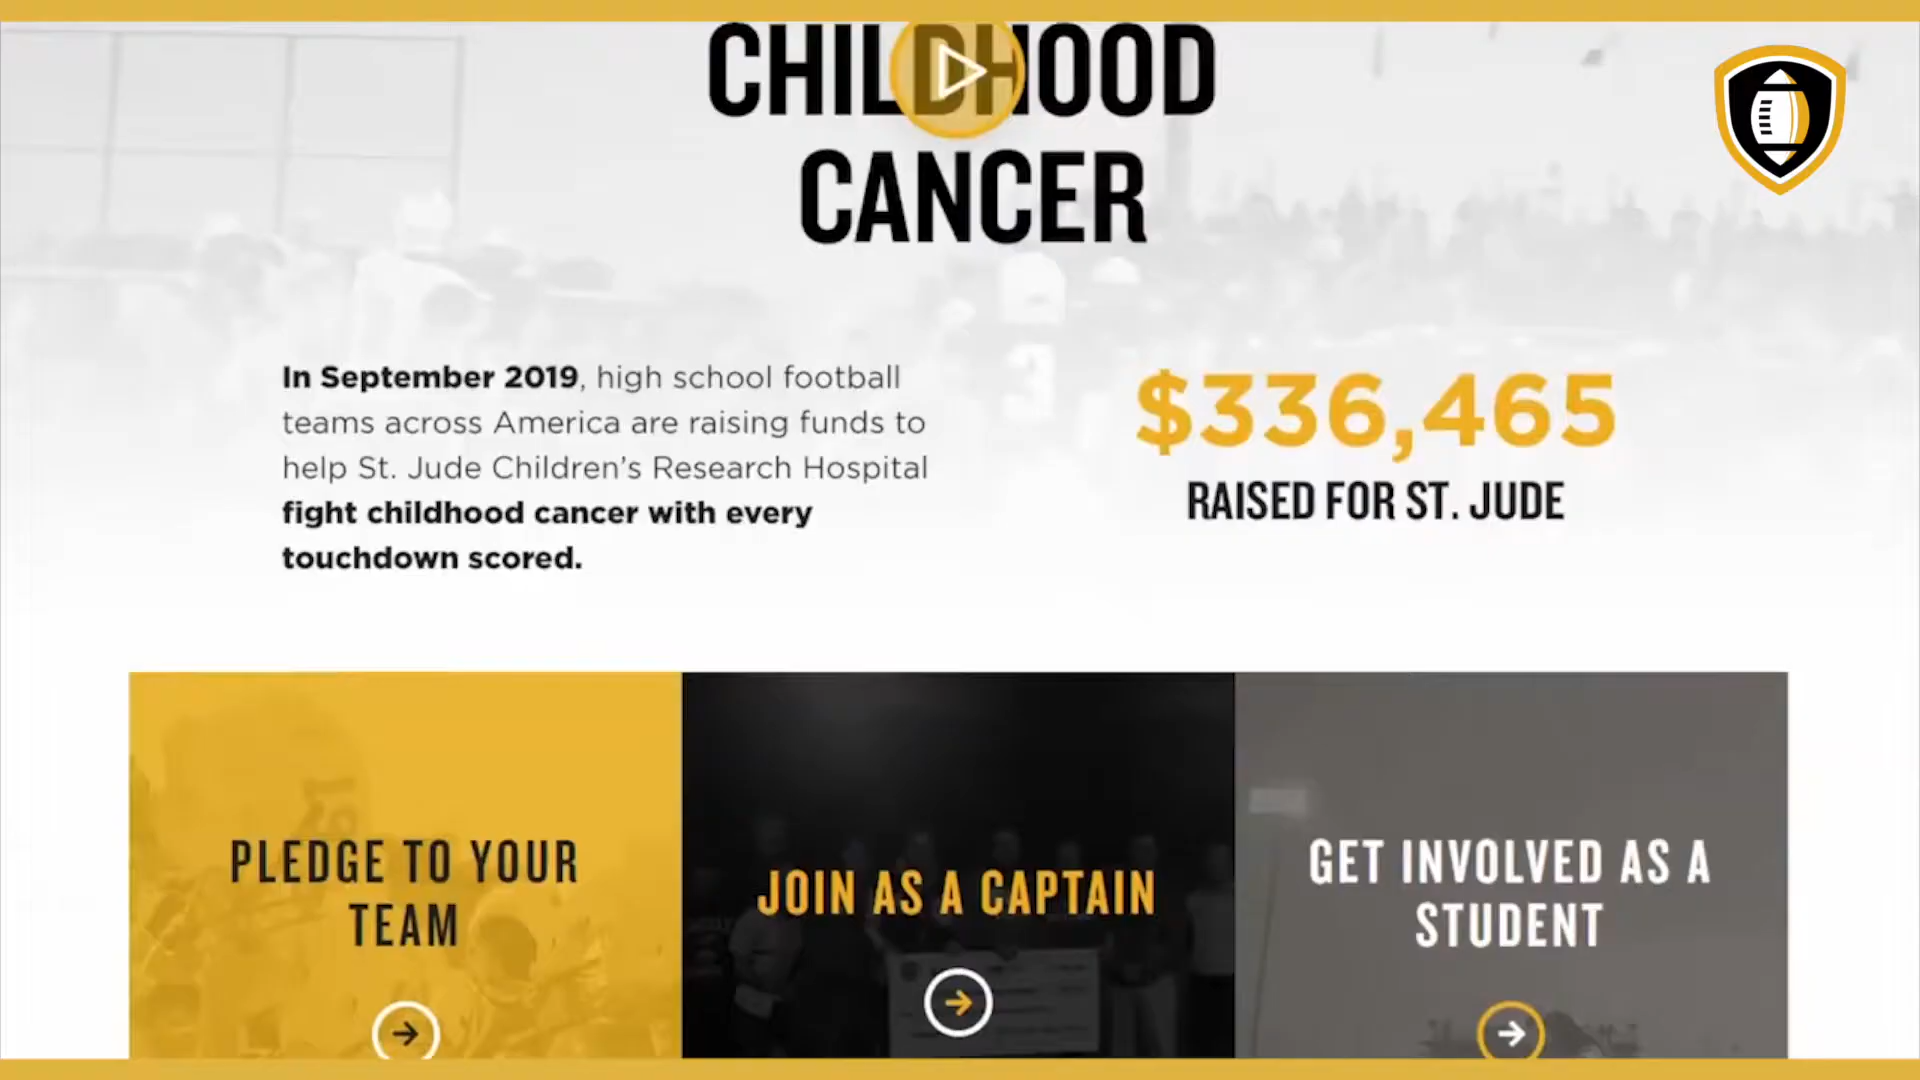 CHILDHOOD
CANCER
In September 2019, high school football
teams across America are raising funds to
help St. Jude Children's Research Hospital
fight childhood cancer with every
touchdown scored.
$336,465
RAISED FOR ST. JUDE
PLEDGE TO YOUR
TEAM
JOIN AS A CAPTAIN
GET INVOLVED AS A
STUDENT